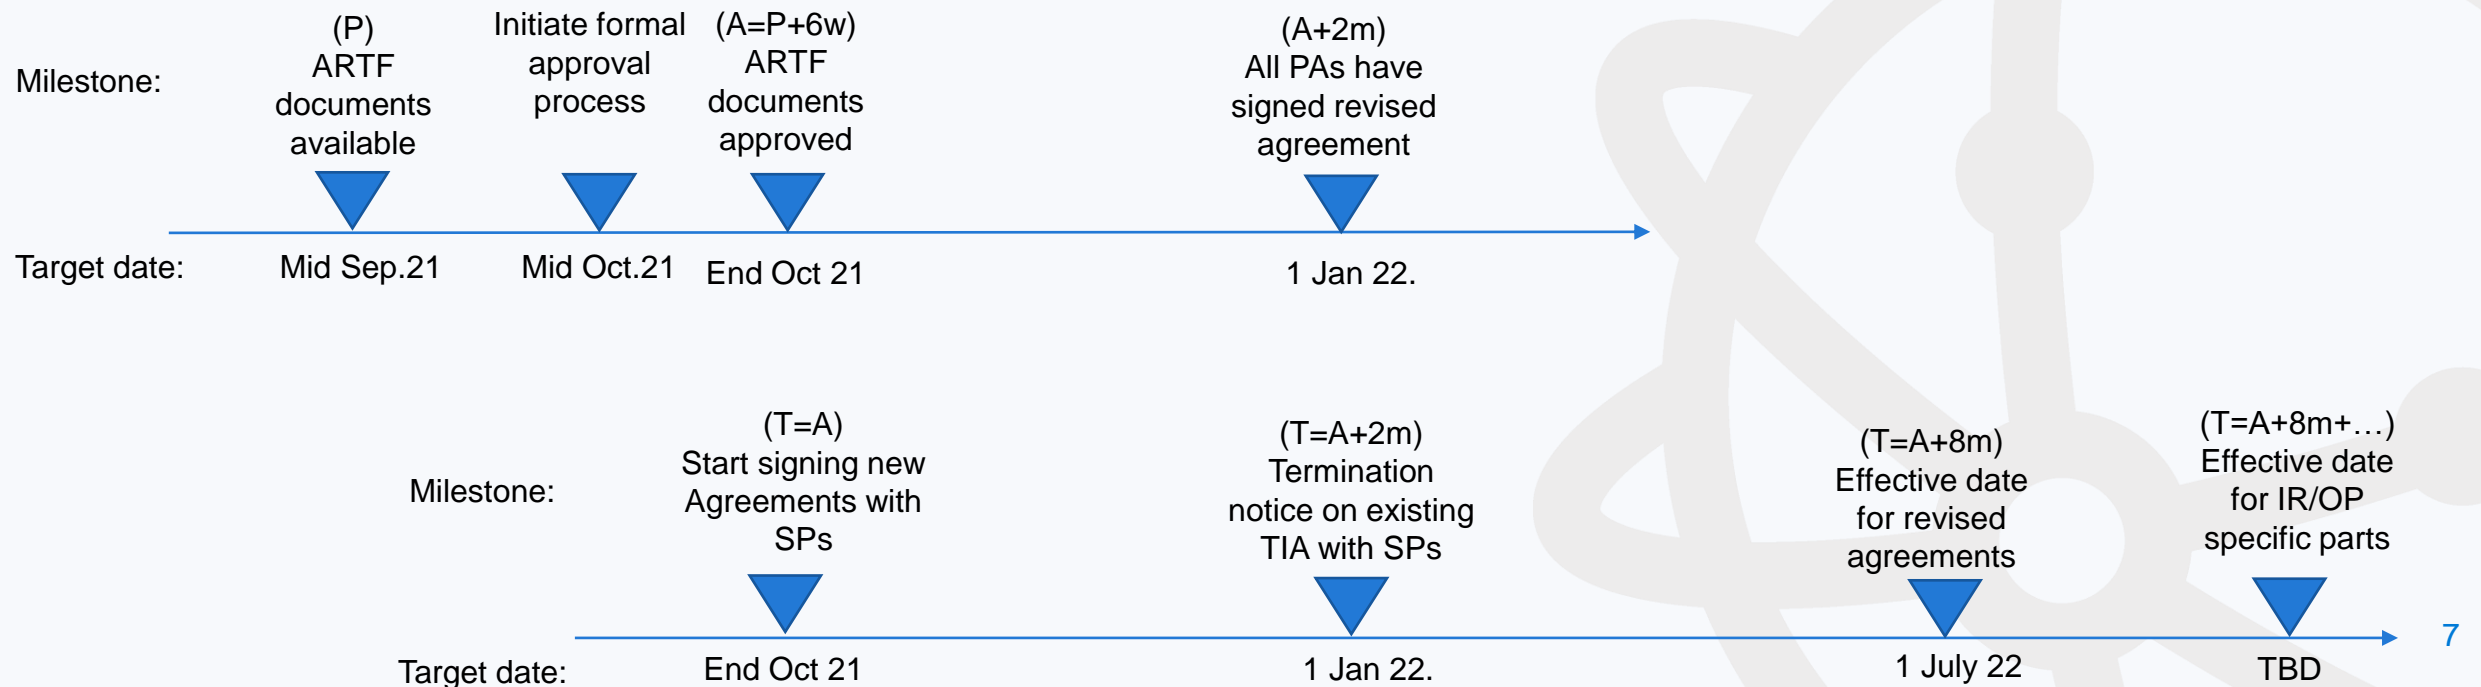 Milestone:
(P)
ARTF
documents
available
Initiate formal
approval
process
(A=P+6w)
ARTF
documents
approved
(A+2m)
All PAs have
signed revised
agreement
Target date:
Mid Sep.21
Mid Oct.21
End Oct 21
1 Jan 22.
Milestone:
(T=A)
Start signing new
Agreements with
SPs
(T=A+2m)
Termination
notice on existing
TIA with SPs
(T=A+8m)
Effective date
for revised
agreements
(T=A+8m+…)
Effective date
for IR/OP
specific parts
7
Target date:
End Oct 21
1 Jan 22.
1 July 22
TBD